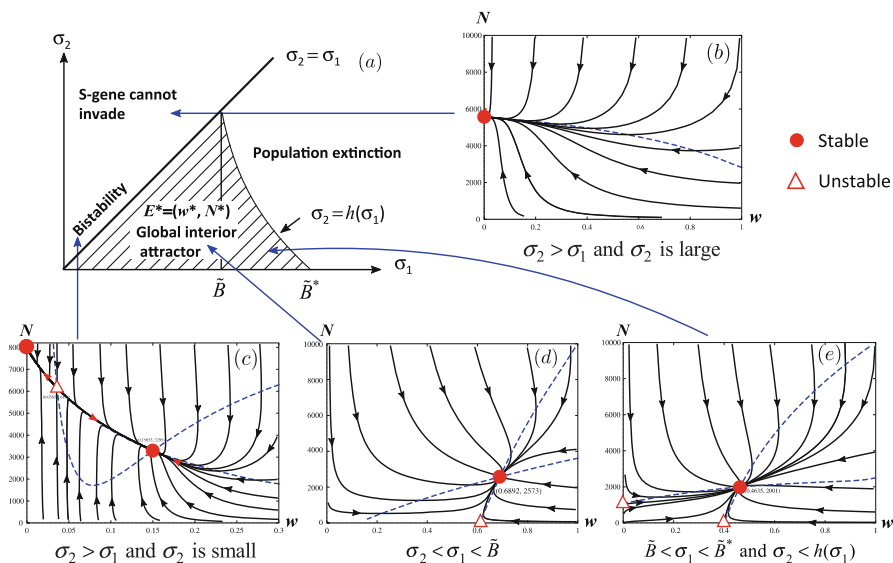 σ₂
σ₂ = σ₁
(a)
S-gene cannot
invade
Bistability
Population extinction
E*=(w*, N*)
Global interior
attractor
σ₂ = h(σ₁)
σ₁
B̃
B̃*
N
(b)
10000
8000
6000
4000
2000
0
0
0.2
0.4
0.6
0.8
1
w
σ₂ > σ₁ and σ₂ is large
Stable
Unstable
N
(c)
8000
7000
6000
5000
4000
3000
2000
1000
0
0
0.05
0.1
0.15
0.2
0.25
0.3
w
σ₂ > σ₁ and σ₂ is small
N
(d)
10000
8000
6000
4000
2000
0
(0.6892, 2573)
0
0.2
0.4
0.6
0.8
1
w
σ₂ < σ₁ < B̃
N
(e)
10000
8000
6000
4000
2000
0
(0.4635, 2001)
0
0.2
0.4
0.6
0.8
1
w
B̃ < σ₁ < B̃* and σ₂ < h(σ₁)